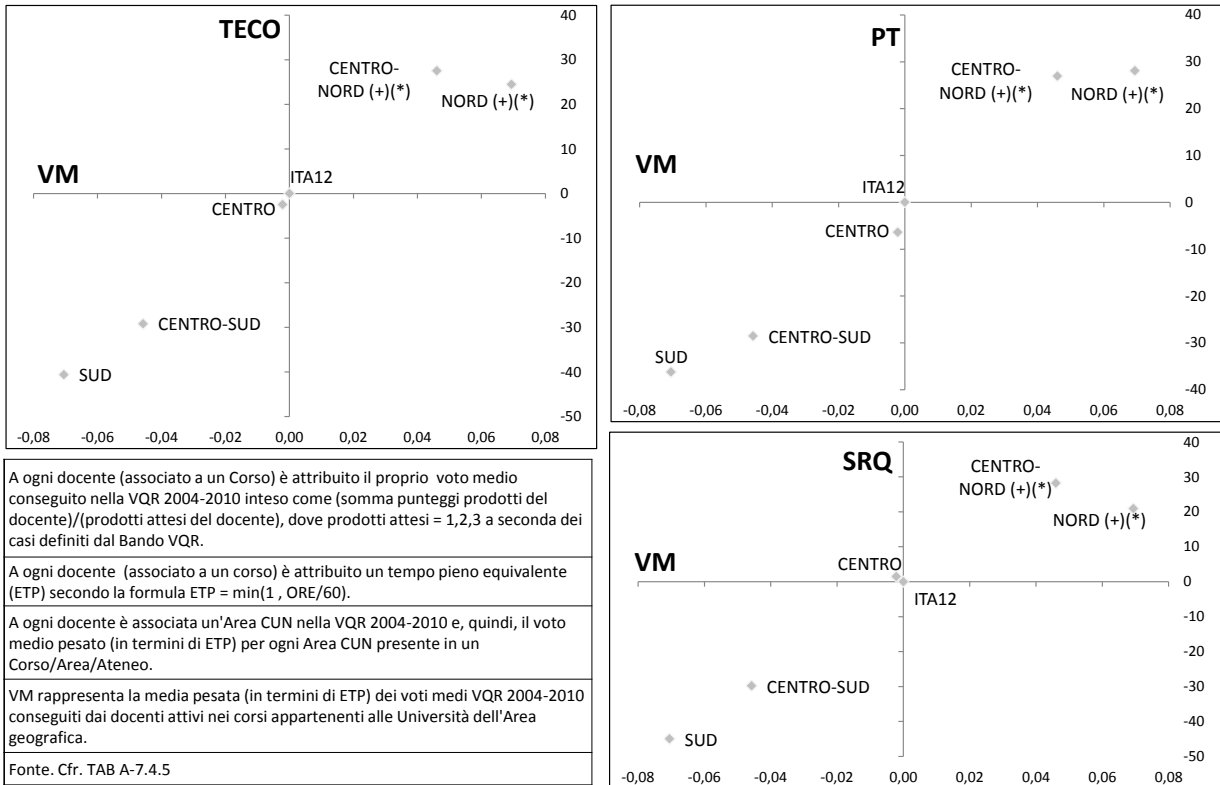 TECO
40
30
20
10
0
-10
-20
-30
-40
-50
VM
CENTRO-
NORD (+)(*)
NORD (+)(*)
ITA12
CENTRO
CENTRO-SUD
SUD
-0,08 -0,06 -0,04 -0,02 0,00 0,02 0,04 0,06 0,08
PT
40
30
20
10
0
-10
-20
-30
-40
VM
CENTRO-
NORD (+)(*)
NORD (+)(*)
ITA12
CENTRO
CENTRO-SUD
SUD
-0,08 -0,06 -0,04 -0,02 0,00 0,02 0,04 0,06 0,08
A ogni docente (associato a un Corso) è attribuito il proprio voto medio
conseguito nella VQR 2004-2010 inteso come (somma punteggi prodotti del
docente)/(prodotti attesi del docente), dove prodotti attesi = 1,2,3 a seconda dei
casi definiti dal Bando VQR.
A ogni docente (associato a un corso) è attribuito un tempo pieno equivalente
(ETP) secondo la formula ETP = min(1 , ORE/60).
A ogni docente è associata un'Area CUN nella VQR 2004-2010 e, quindi, il voto
medio pesato (in termini di ETP) per ogni Area CUN presente in un
Corso/Area/Ateneo.
VM rappresenta la media pesata (in termini di ETP) dei voti medi VQR 2004-2010
conseguiti dai docenti attivi nei corsi appartenenti alle Università dell'Area
geografica.
Fonte. Cfr. TAB A-7.4.5
SRQ
40
30
20
10
0
-10
-20
-30
-40
-50
VM
CENTRO-
NORD (+)(*)
NORD (+)(*)
CENTRO
ITA12
CENTRO-SUD
SUD
-0,08 -0,06 -0,04 -0,02 0,00 0,02 0,04 0,06 0,08